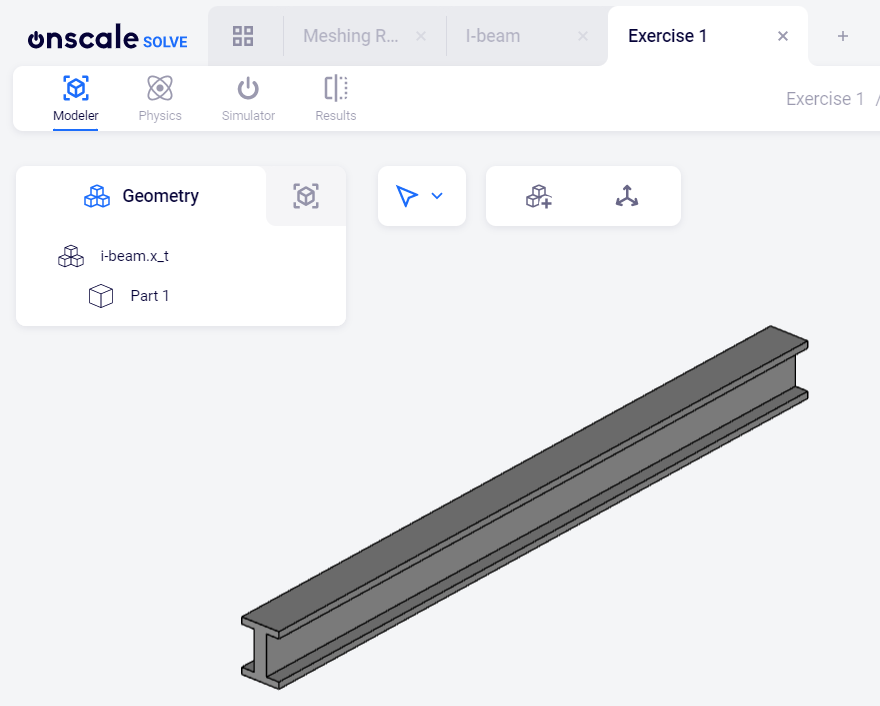 onscale SOLVE
Meshing R...
I-beam
Exercise 1
Modeler
Physics
Simulator
Results
Exercise 1 /
Geometry
i-beam.x_t
Part 1